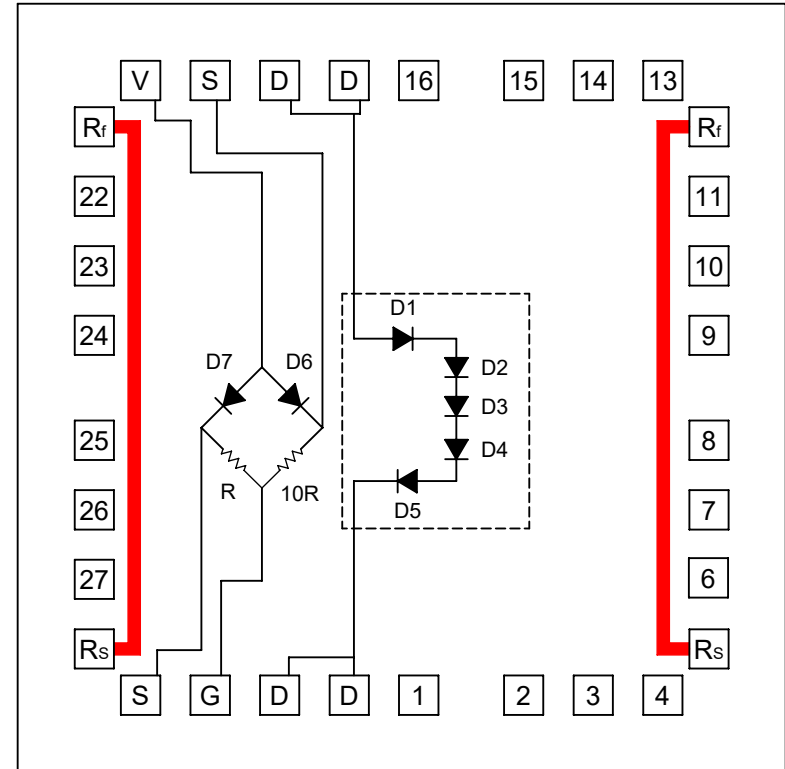 V S D D 16 15 14 13
Rf Rf
22 11
23 10
24 9
D1
D7 D6 D2
D3
D4
25 8
R 10R D5
26 7
27 6
Rs Rs
S G D D 1 2 3 4